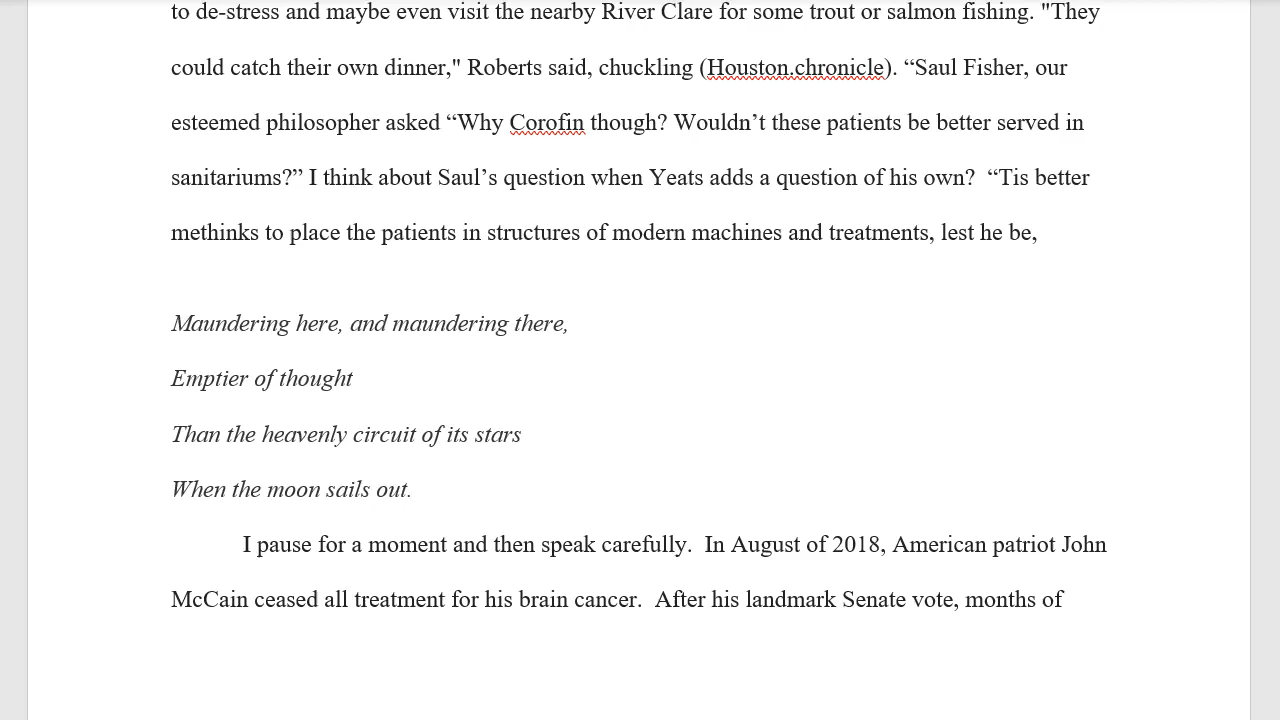 to de-stress and maybe even visit the nearby River Clare for some trout or salmon fishing. "They
could catch their own dinner," Roberts said, chuckling (Houston.chronicle). “Saul Fisher, our
esteemed philosopher asked “Why Corofin though? Wouldn’t these patients be better served in
sanitariums?” I think about Saul’s question when Yeats adds a question of his own?  “Tis better
methinks to place the patients in structures of modern machines and treatments, lest he be,
Maundering here, and maundering there,
Emptier of thought
Than the heavenly circuit of its stars
When the moon sails out.
I pause for a moment and then speak carefully.  In August of 2018, American patriot John
McCain ceased all treatment for his brain cancer.  After his landmark Senate vote, months of